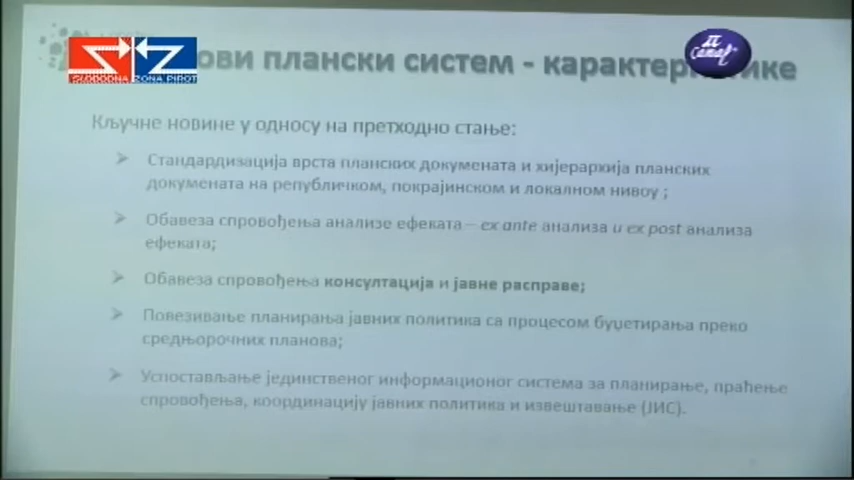 ови плански систем - карактери ике
SLOBODNA ZONA PIROT
П
Canal
Кључне новине у односу на претходно стање:
➢ Стандардизација врста планских докумената и хијерархија планских
докумената на републичком, покрајинском и локалном нивоу ;
➢ Обавеза спровођења анализе ефеката – ex ante анализа и ex post анализа
ефеката;
➢ Обавеза спровођења консултација и јавне расправе;
➢ Повезивање планирања јавних политика са процесом буџетирања преко
средњорочних планова;
➢ Успостављање јединственог информационог система за планирање, праћење
спровођења, координацију јавних политика и извештавање (ЈИС).